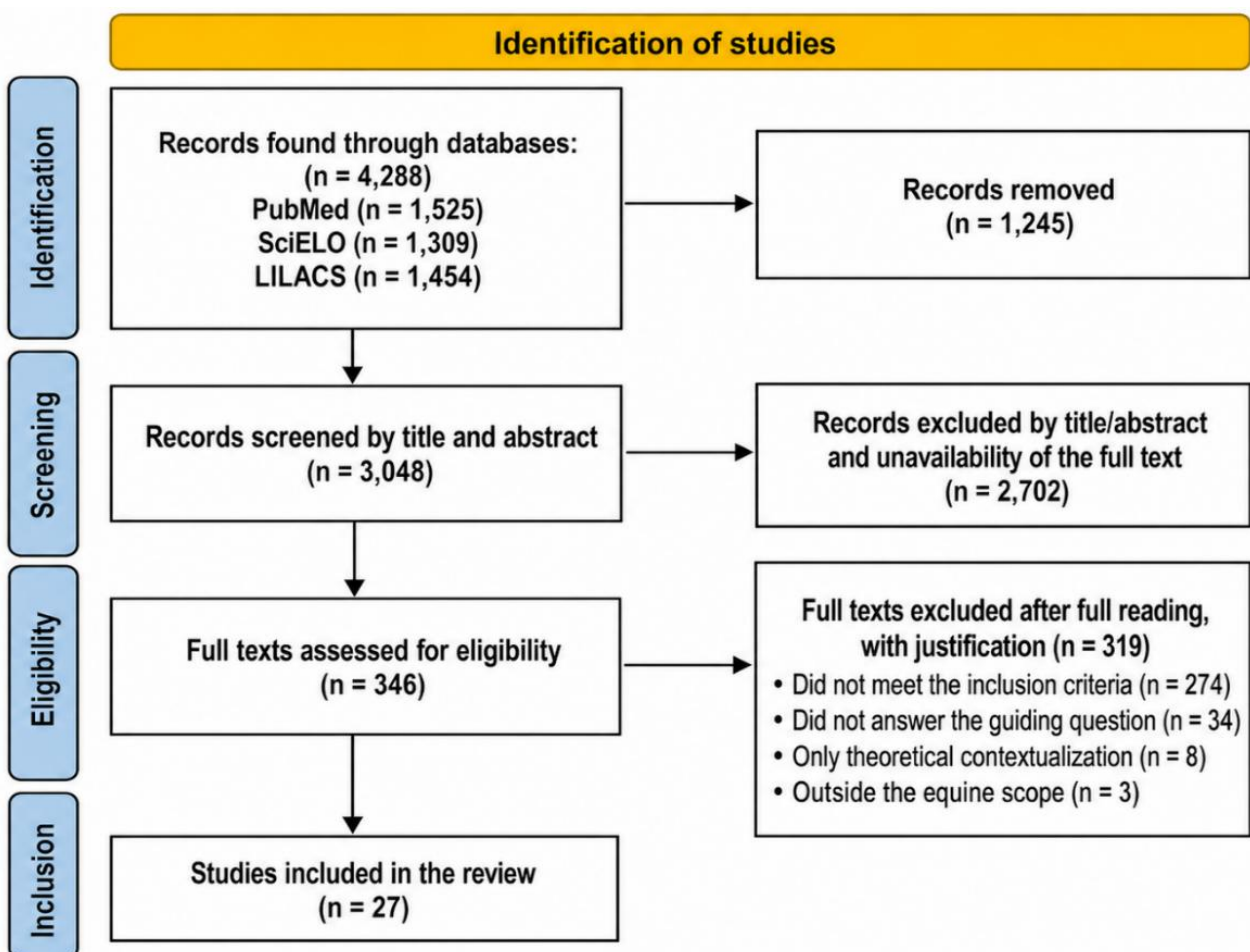 Identification of studies
Identification
Records found through databases:
(n = 4,288)
PubMed (n = 1,525)
SciELO (n = 1,309)
LILACS (n = 1,454)
Records removed
(n = 1,245)
Screening
Records screened by title and abstract
(n = 3,048)
Records excluded by title/abstract
and unavailability of the full text
(n = 2,702)
Eligibility
Full texts assessed for eligibility
(n = 346)
Full texts excluded after full reading,
with justification (n = 319)
• Did not meet the inclusion criteria (n = 274)
• Did not answer the guiding question (n = 34)
• Only theoretical contextualization (n = 8)
• Outside the equine scope (n = 3)
Inclusion
Studies included in the review
(n = 27)